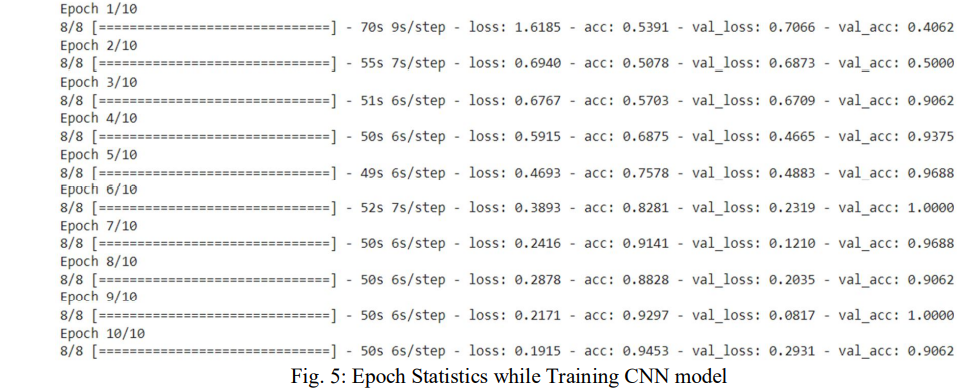 Epoch 1/10
8/8 [==============================] - 70s 9s/step - loss: 1.6185 - acc: 0.5391 - val_loss: 0.7066 - val_acc: 0.4062
Epoch 2/10
8/8 [==============================] - 55s 7s/step - loss: 0.6940 - acc: 0.5078 - val_loss: 0.6873 - val_acc: 0.5000
Epoch 3/10
8/8 [==============================] - 51s 6s/step - loss: 0.6767 - acc: 0.5703 - val_loss: 0.6709 - val_acc: 0.9062
Epoch 4/10
8/8 [==============================] - 50s 6s/step - loss: 0.5915 - acc: 0.6875 - val_loss: 0.4665 - val_acc: 0.9375
Epoch 5/10
8/8 [==============================] - 49s 6s/step - loss: 0.4693 - acc: 0.7578 - val_loss: 0.4883 - val_acc: 0.9688
Epoch 6/10
8/8 [==============================] - 52s 7s/step - loss: 0.3893 - acc: 0.8281 - val_loss: 0.2319 - val_acc: 1.0000
Epoch 7/10
8/8 [==============================] - 50s 6s/step - loss: 0.2416 - acc: 0.9141 - val_loss: 0.1210 - val_acc: 0.9688
Epoch 8/10
8/8 [==============================] - 50s 6s/step - loss: 0.2878 - acc: 0.8828 - val_loss: 0.2035 - val_acc: 0.9062
Epoch 9/10
8/8 [==============================] - 50s 6s/step - loss: 0.2171 - acc: 0.9297 - val_loss: 0.0817 - val_acc: 1.0000
Epoch 10/10
8/8 [==============================] - 50s 6s/step - loss: 0.1915 - acc: 0.9453 - val_loss: 0.2931 - val_acc: 0.9062
Fig. 5: Epoch Statistics while Training CNN model